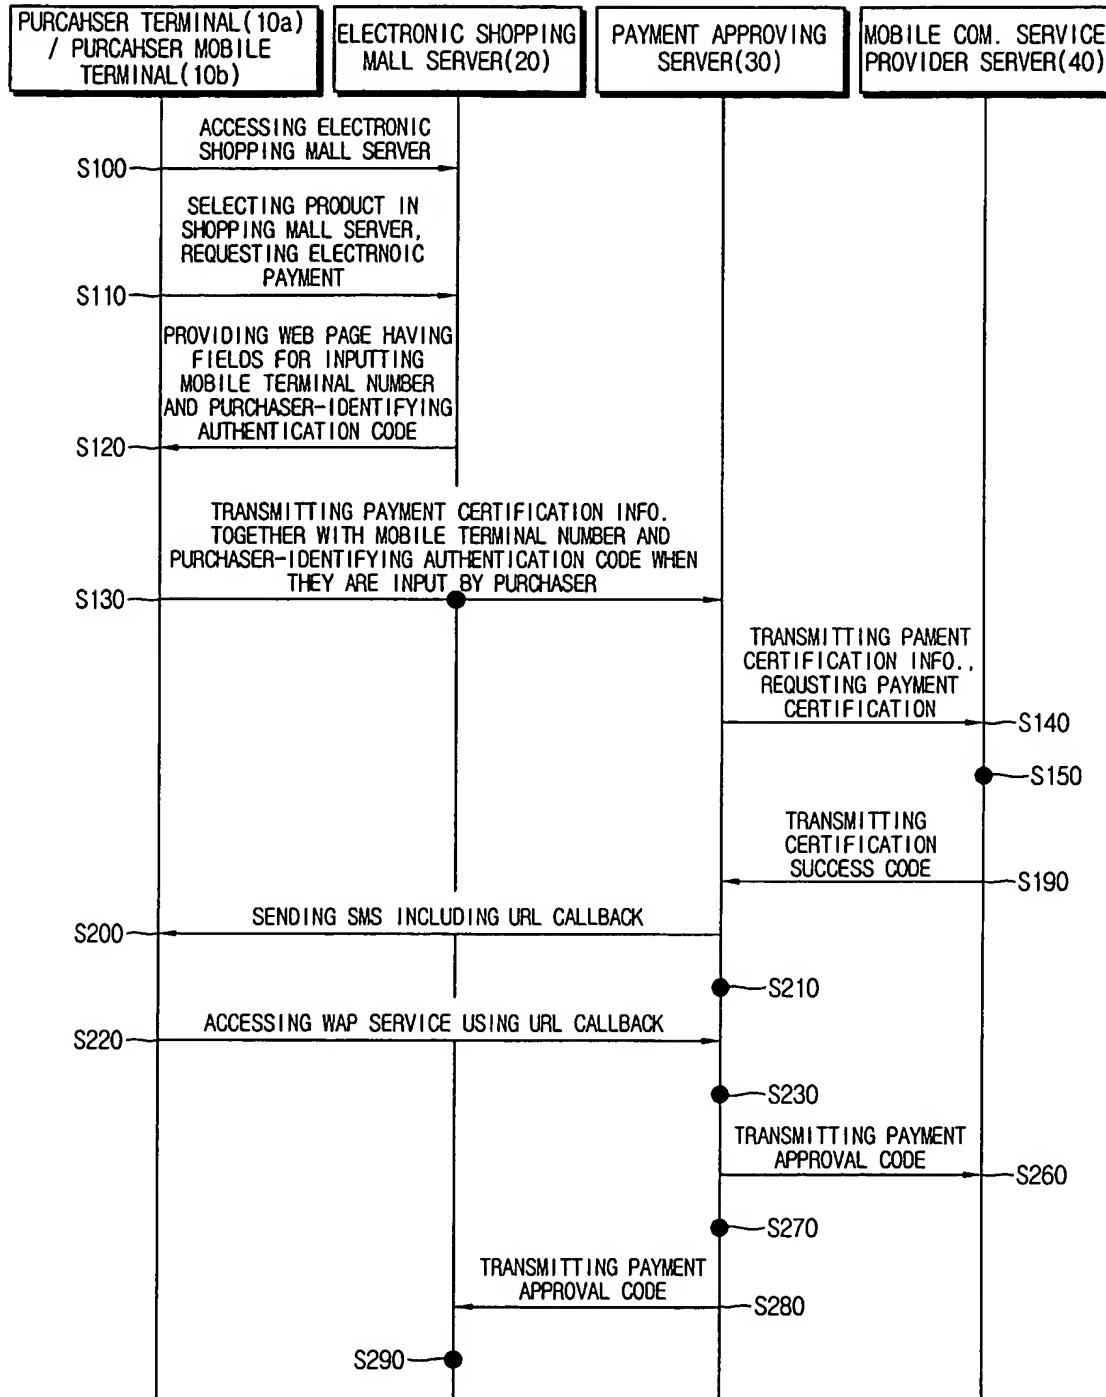 PURCAHSER TERMINAL(10a)
/ PURCAHSER MOBILE
TERMINAL(10b)
ELECTRONIC SHOPPING
MALL SERVER(20)
PAYMENT APPROVING
SERVER(30)
MOBILE COM. SERVICE
PROVIDER SERVER(40)
ACCESSING ELECTRONIC
SHOPPING MALL SERVER
S100
SELECTING PRODUCT IN
SHOPPING MALL SERVER,
REQUESTING ELECTRNOIC
PAYMENT
S110
PROVIDING WEB PAGE HAVING
FIELDS FOR INPUTTING
MOBILE TERMINAL NUMBER
AND PURCHASER-IDENTIFYING
AUTHENTICATION CODE
S120
TRANSMITTING PAYMENT CERTIFICATION INFO.
TOGETHER WITH MOBILE TERMINAL NUMBER AND
PURCHASER-IDENTIFYING AUTHENTICATION CODE WHEN
THEY ARE INPUT BY PURCHASER
S130
TRANSMITTING PAMENT
CERTIFICATION INFO.,
REQUSTING PAYMENT
CERTIFICATION
S140
S150
TRANSMITTING
CERTIFICATION
SUCCESS CODE
S190
SENDING SMS INCLUDING URL CALLBACK
S200
S210
ACCESSING WAP SERVICE USING URL CALLBACK
S220
S230
TRANSMITTING PAYMENT
APPROVAL CODE
S260
S270
TRANSMITTING PAYMENT
APPROVAL CODE
S280
S290